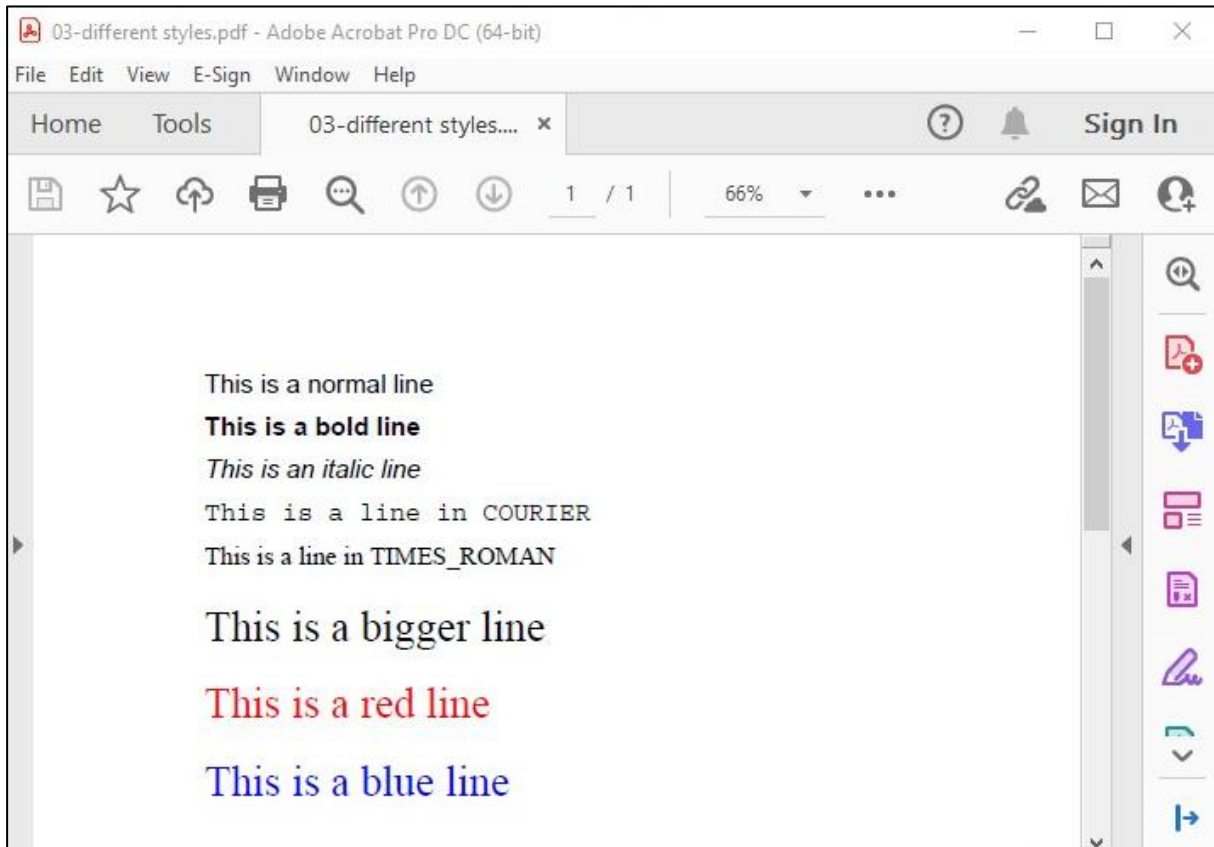 03-different styles.pdf - Adobe Acrobat Pro DC (64-bit)
File Edit View E-Sign Window Help
Home Tools 03-different styles.... × Sign In
1 / 1 66%
This is a normal line
This is a bold line
This is an italic line
This is a line in COURIER
This is a line in TIMES_ROMAN
This is a bigger line
This is a red line
This is a blue line